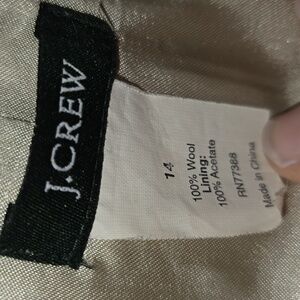 J.CREW
14
100% Wool
Lining:
100% Acetate
RN77388
Made in China